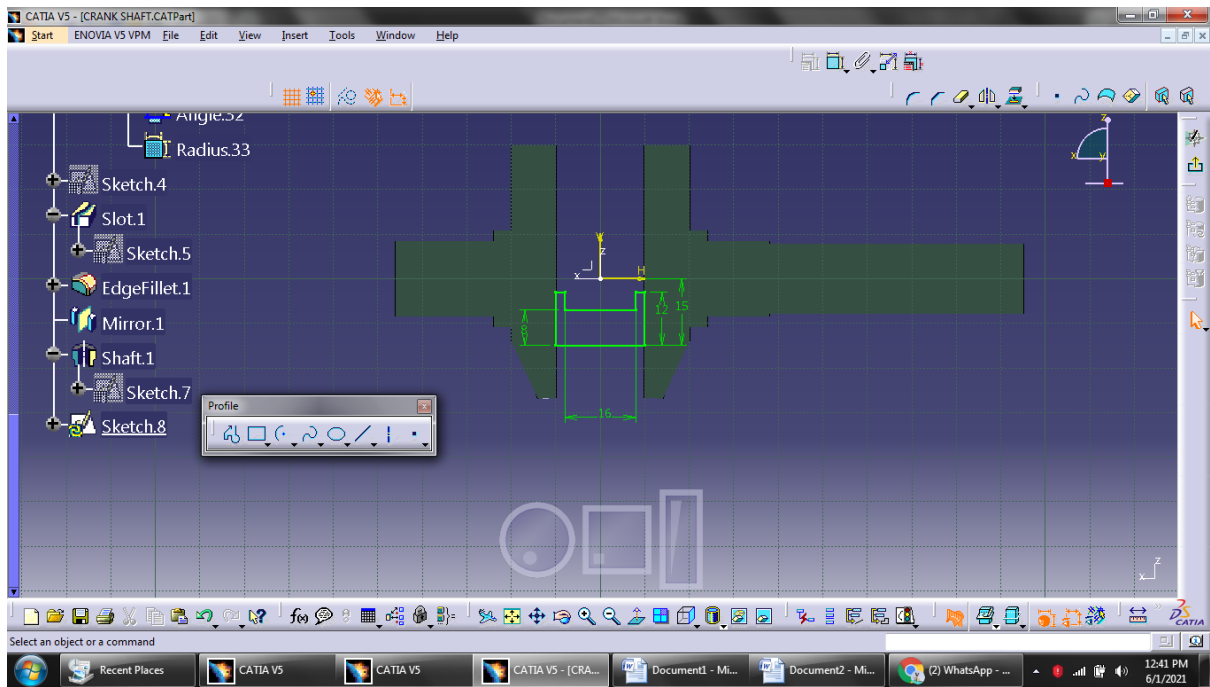 CATIA V5 - [CRANK SHAFT.CATPart]
Start ENOVIA V5 VPM File Edit View Insert Tools Window Help
Angle.32
Radius.33
Sketch.4
Slot.1
Sketch.5
EdgeFillet.1
Mirror.1
Shaft.1
Sketch.7
Sketch.8
Profile
V
z
x
H
8
12
15
16
z
x
y
z
x
f(x)
CATIA
Select an object or a command
Recent Places CATIA V5 CATIA V5 CATIA V5 - [CRA... Document1 - Mi... Document2 - Mi... (2) WhatsApp - ... 12:41 PM
6/1/2021